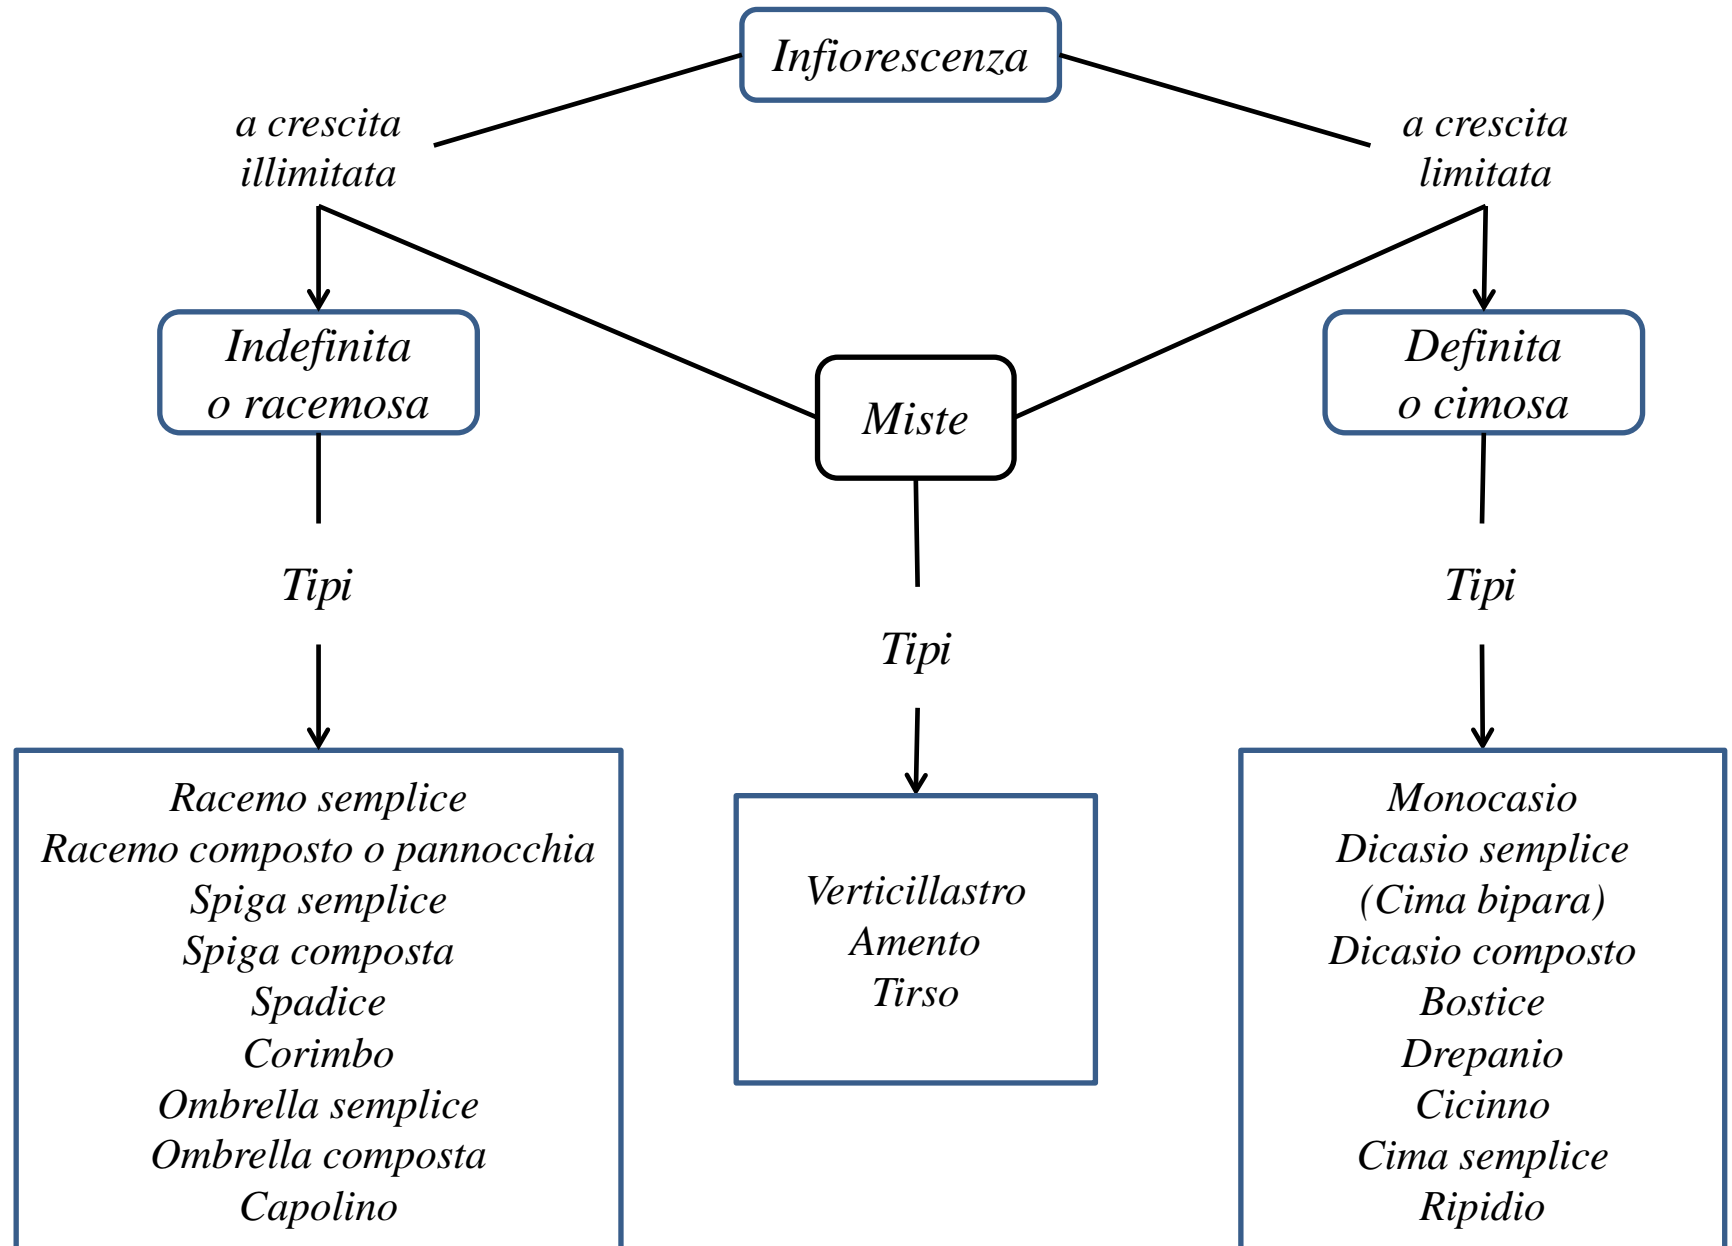 Infiorescenza
a crescita
illimitata
a crescita
limitata
Indefinita
o racemosa
Miste
Definita
o cimosa
Tipi
Tipi
Tipi
Racemo semplice
Racemo composto o pannocchia
Spiga semplice
Spiga composta
Spadice
Corimbo
Ombrella semplice
Ombrella composta
Capolino
Verticillastro
Amento
Tirso
Monocasio
Dicasio semplice
(Cima bipara)
Dicasio composto
Bostice
Drepanio
Cicinno
Cima semplice
Ripidio